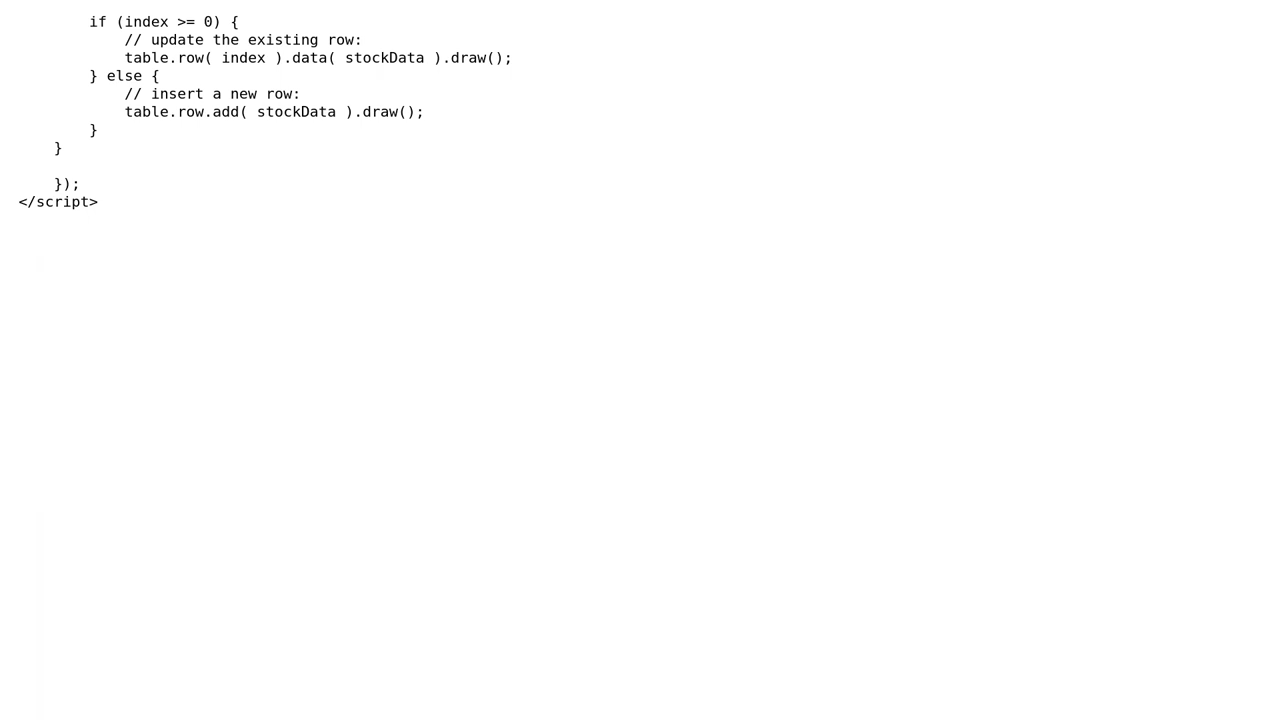 if (index >= 0) {
            // update the existing row:
            table.row( index ).data( stockData ).draw();
        } else {
            // insert a new row:
            table.row.add( stockData ).draw();
        }
    }

    });
</script>